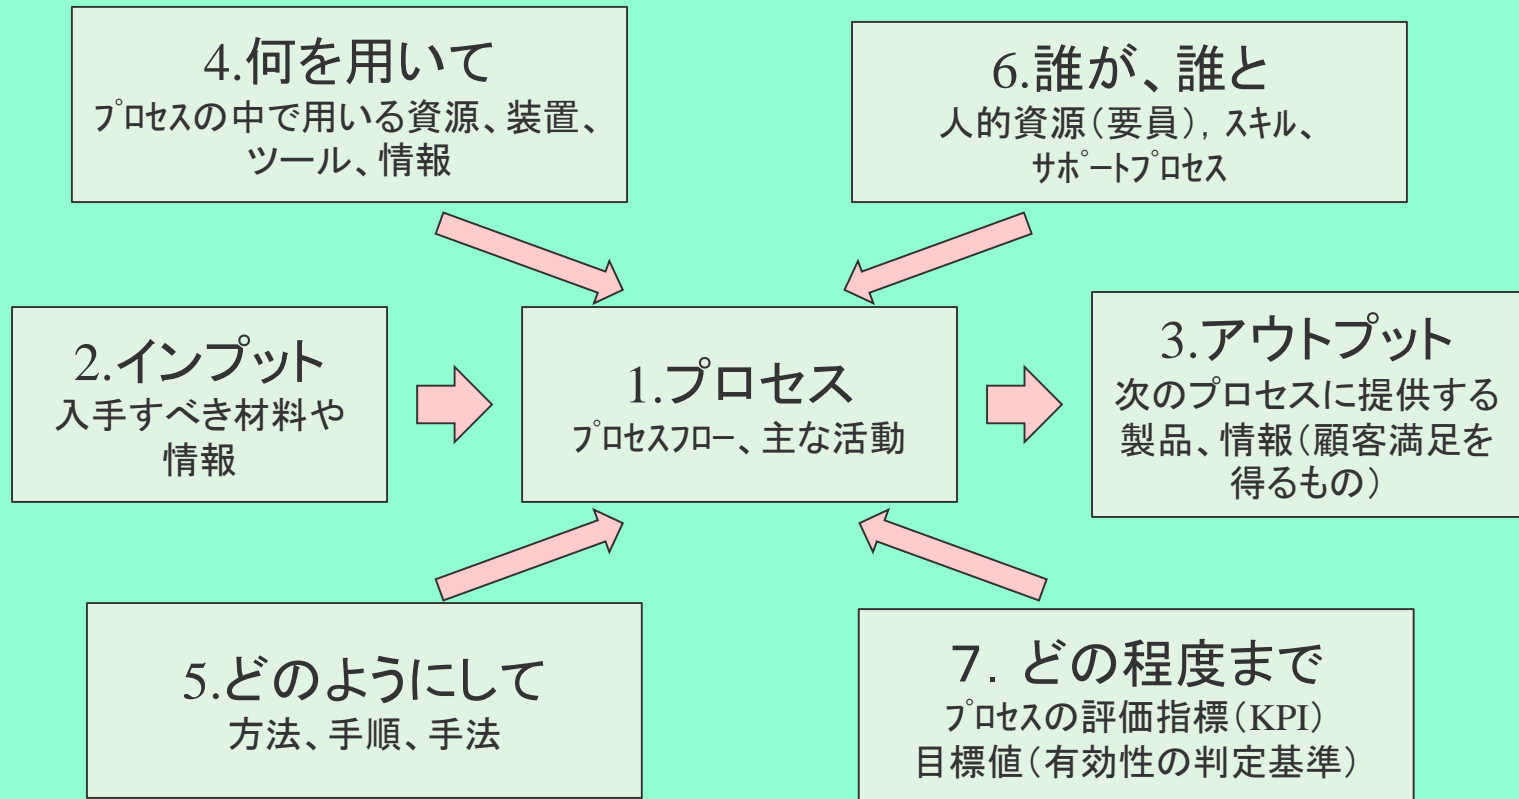 4.何を用いて
ﾌﾟﾛｾｽの中で用いる資源、装置、
ツール、情報
6.誰が、誰と
人的資源（要員）, ｽｷﾙ、
ｻﾎﾟｰﾄﾌﾟﾛｾｽ
2.インプット
入手すべき材料や
情報
1.プロセス
ﾌﾟﾛｾｽﾌﾛｰ、主な活動
3.アウトプット
次のプロセスに提供する
製品、情報（顧客満足を
得るもの）
5.どのようにして
方法、手順、手法
７．どの程度まで
ﾌﾟﾛｾｽの評価指標（KPI）
目標値（有効性の判定基準）